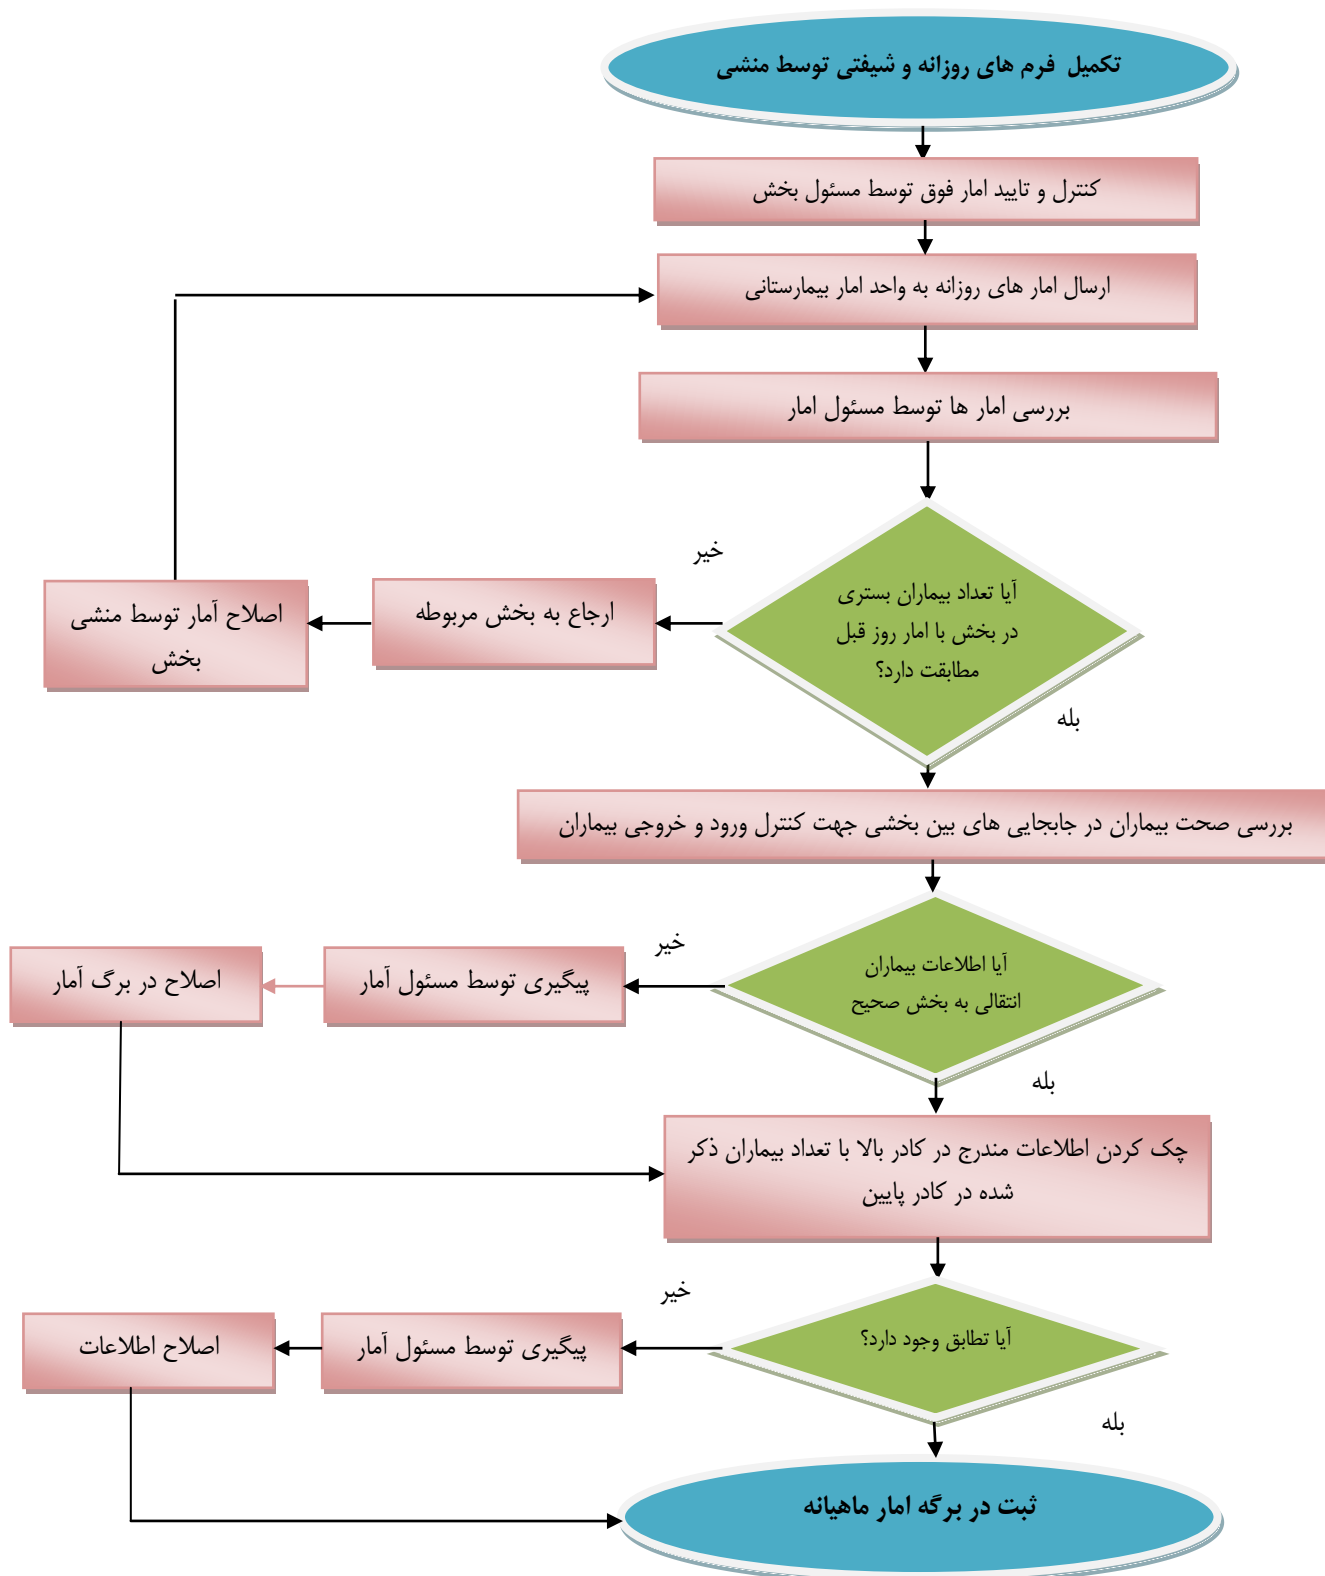 تکمیل فرم های روزانه و شیفتی توسط منشی
کنترل و تایید امار فوق توسط مسئول بخش
ارسال امار های روزانه به واحد امار بیمارستانی
بررسی امار ها توسط مسئول امار
آیا تعداد بیماران بستری
در بخش با امار روز قبل
مطابقت دارد؟
خیر
ارجاع به بخش مربوطه
اصلاح آمار توسط منشی
بخش
بله
بررسی صحت بیماران در جابجایی های بین بخشی جهت کنترل ورود و خروجی بیماران
آیا اطلاعات بیماران
انتقالی به بخش صحیح
خیر
پیگیری توسط مسئول آمار
اصلاح در برگ آمار
بله
چک کردن اطلاعات مندرج در کادر بالا با تعداد بیماران ذکر
شده در کادر پایین
آیا تطابق وجود دارد؟
خیر
پیگیری توسط مسئول آمار
اصلاح اطلاعات
بله
ثبت در برگه امار ماهیانه